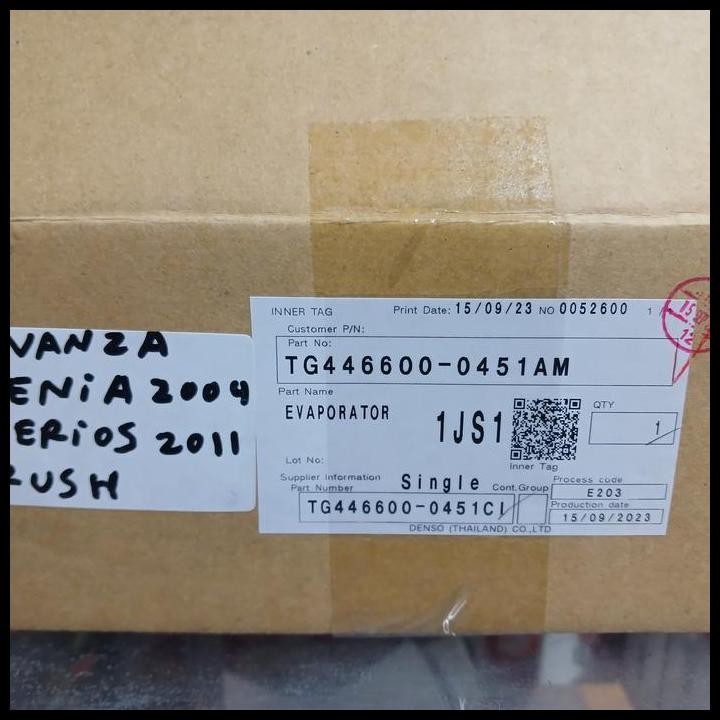 VANZA
ENiA 2004
ERiOS 2011
RUSH
INNER TAG Print Date: 15/09/23 NO 0052600 1 /
Customer P/N:
Part No:
TG446600-0451AM
Part Name
EVAPORATOR 1JS1
QTY
1
Lot No:
Inner Tag
Supplier Information Single Cont.Group
Process code
E203
Part Number
TG446600-0451CI
Production date
15/09/2023
DENSO (THAILAND) CO.,LTD